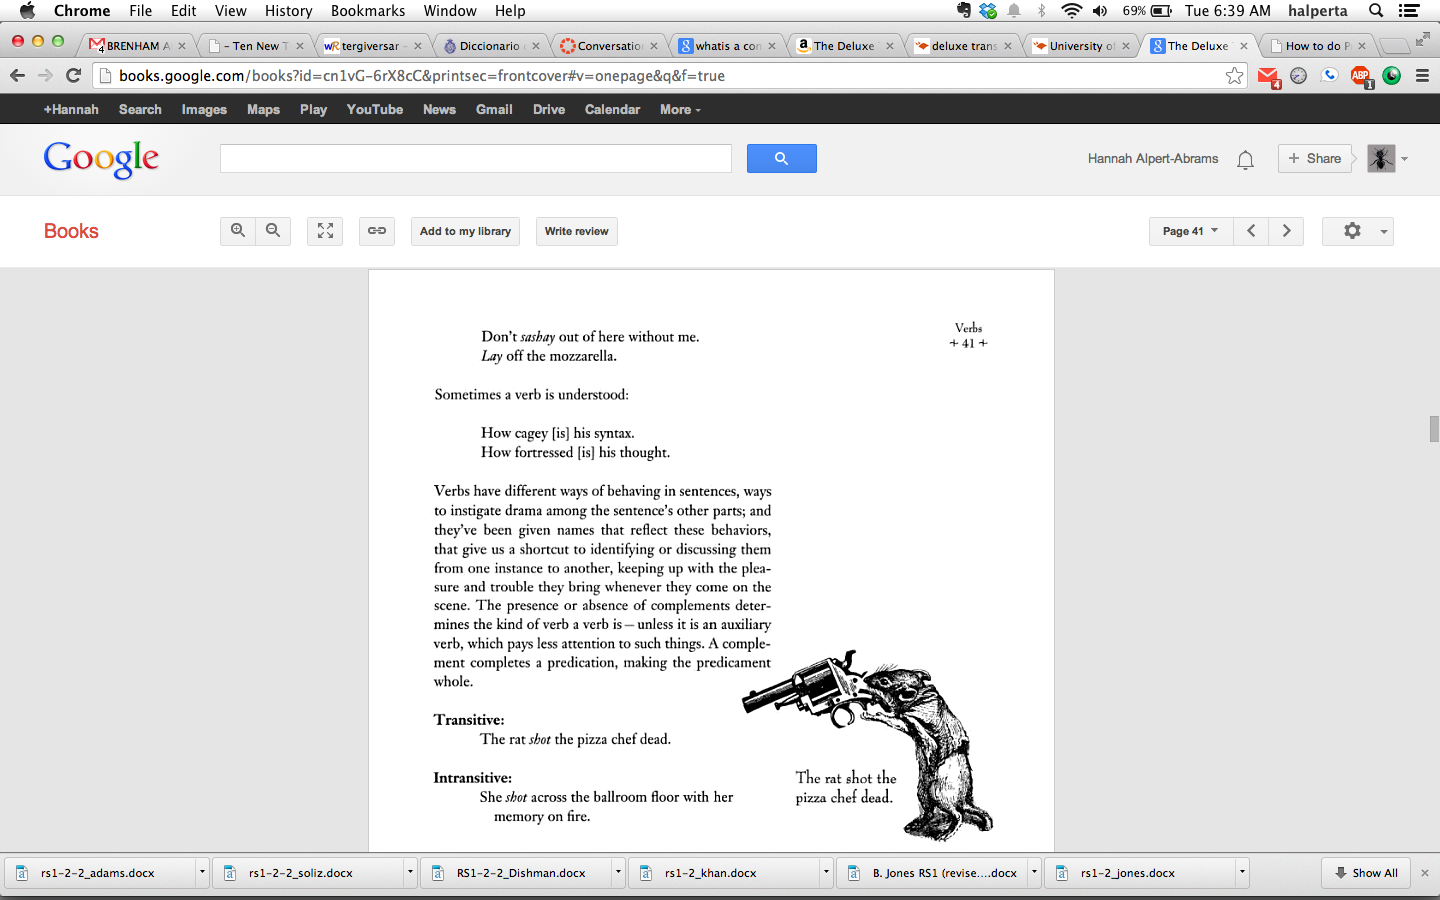 Chrome File Edit View History Bookmarks Window Help 69% Tue 6:39 AM halperta
4 BRENHAM A – Ten New T wR tergiversar – Diccionario Conversation 8 whatis a con a The Deluxe deluxe trans University of 8 The Deluxe How to do P
books.google.com/books?id=cn1vG-6rX8cC&printsec=frontcover#v=onepage&q&f=true 4 ABP 1
+Hannah Search Images Maps Play YouTube News Gmail Drive Calendar More
Google Hannah Alpert-Abrams + Share
Books Add to my library Write review Page 41
Don't sashay out of here without me.
Lay off the mozzarella.
Verbs
+ 41 +
Sometimes a verb is understood:
How cagey [is] his syntax.
How fortressed [is] his thought.
Verbs have different ways of behaving in sentences, ways
to instigate drama among the sentence's other parts; and
they've been given names that reflect these behaviors,
that give us a shortcut to identifying or discussing them
from one instance to another, keeping up with the plea-
sure and trouble they bring whenever they come on the
scene. The presence or absence of complements deter-
mines the kind of verb a verb is—unless it is an auxiliary
verb, which pays less attention to such things. A comple-
ment completes a predication, making the predicament
whole.
Transitive:
The rat shot the pizza chef dead.
Intransitive:
She shot across the ballroom floor with her
memory on fire.
The rat shot the
pizza chef dead.
rs1-2-2_adams.docx rs1-2-2_soliz.docx RS1-2-2_Dishman.docx rs1-2_khan.docx B. Jones RS1 (revise....docx rs1-2_jones.docx Show All